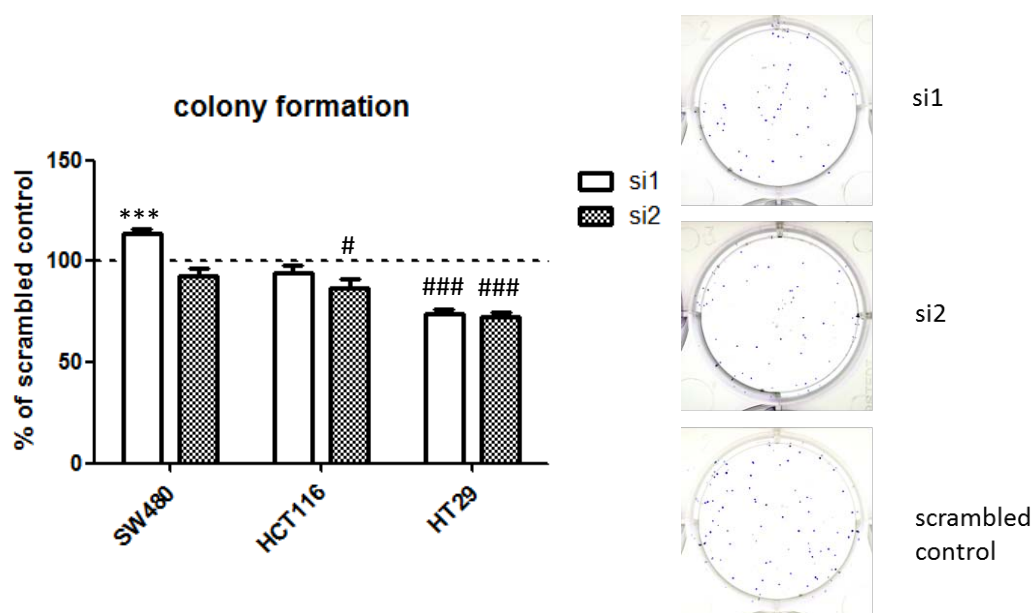 colony formation
% of scrambled control
150
100
50
0
***
#
###
###
SW480
HCT116
HT29
si1
si2
si1
si2
scrambled
control